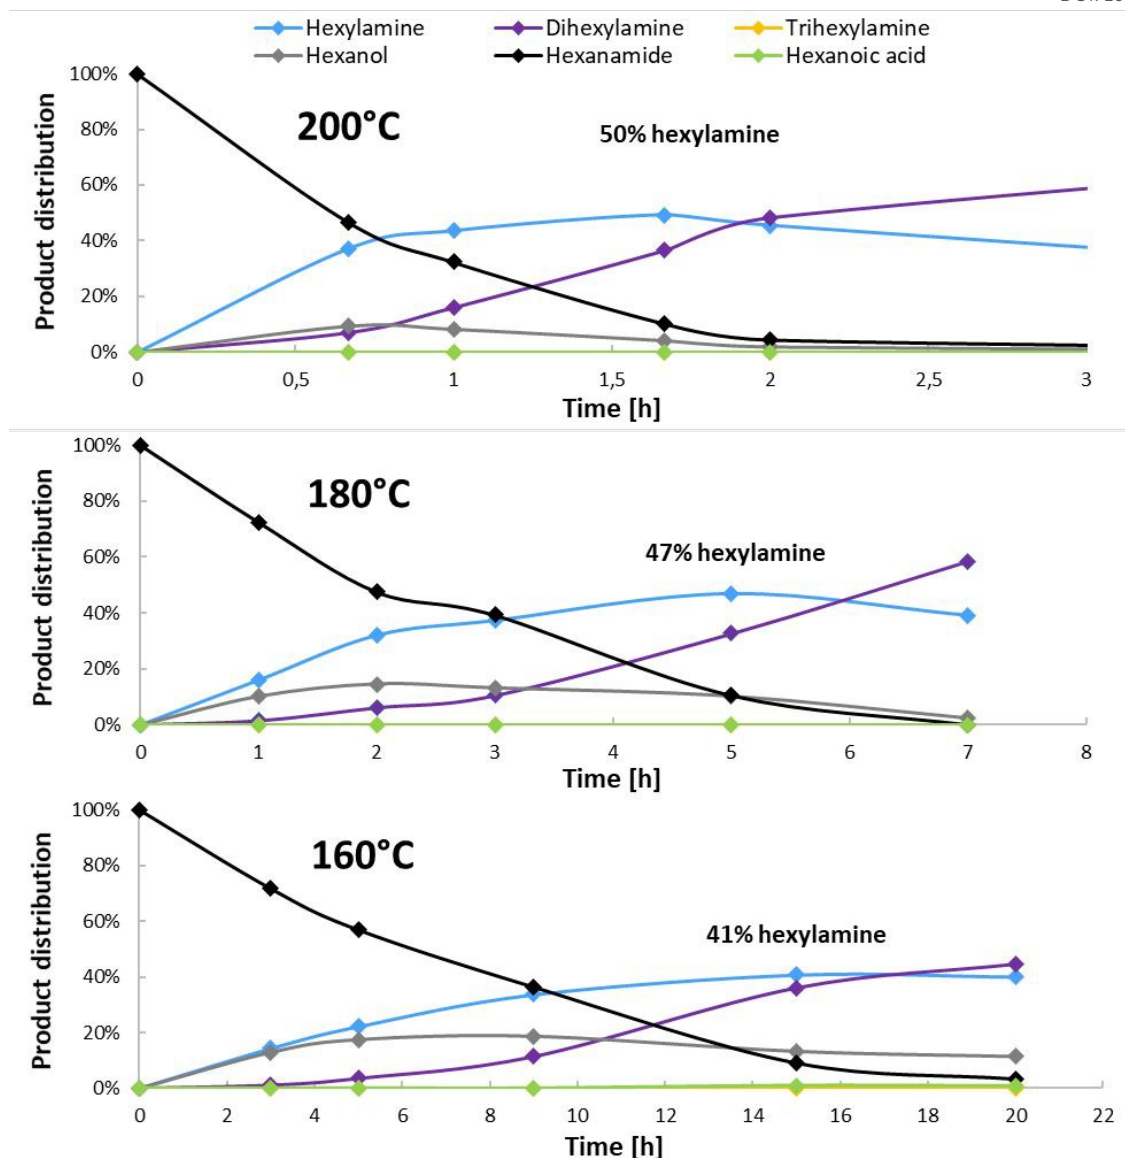 Hexylamine Dihexylamine Trihexylamine
Hexanol Hexanamide Hexanoic acid
Product distribution
100%
80%
60%
40%
20%
0%
200°C
50% hexylamine
0 0,5 1 1,5 2 2,5 3
Time [h]
Product distribution
100%
80%
60%
40%
20%
0%
180°C
47% hexylamine
0 1 2 3 4 5 6 7 8
Time [h]
Product distribution
100%
80%
60%
40%
20%
0%
160°C
41% hexylamine
0 2 4 6 8 10 12 14 16 18 20 22
Time [h]